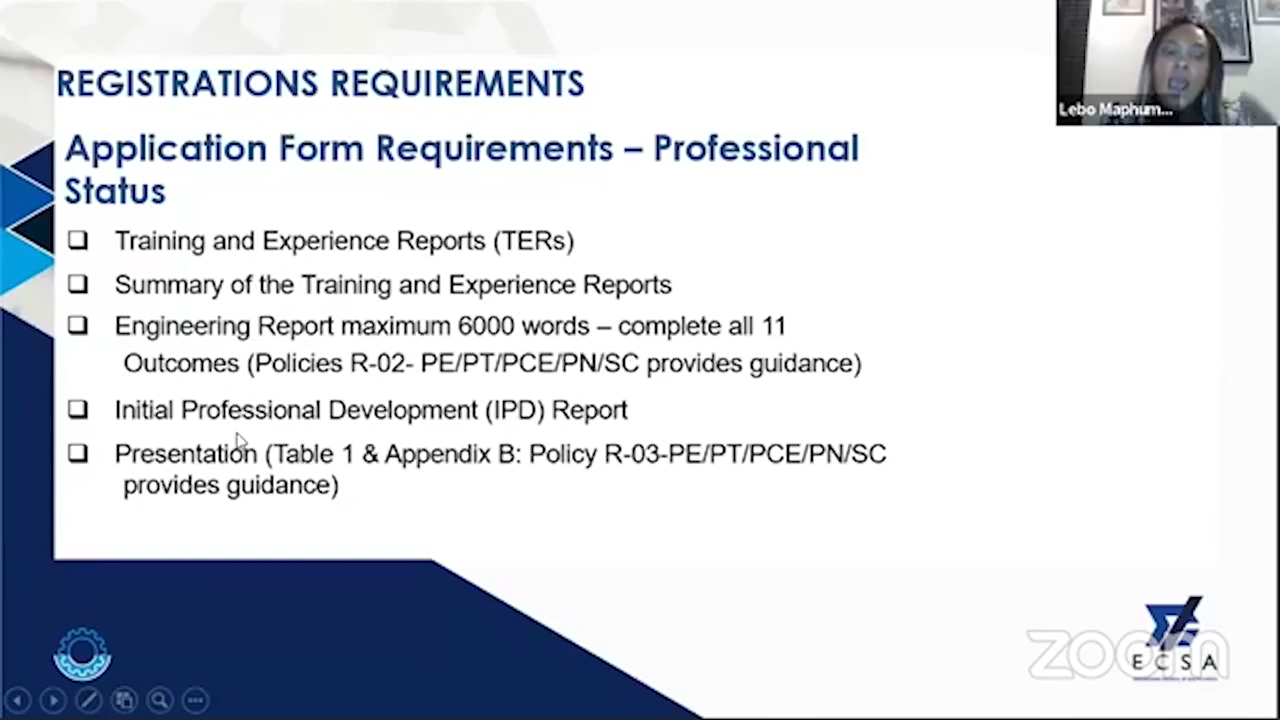 REGISTRATIONS REQUIREMENTS
Lebo Maphum...
Application Form Requirements – Professional
Status
❑ Training and Experience Reports (TERs)
❑ Summary of the Training and Experience Reports
❑ Engineering Report maximum 6000 words – complete all 11
Outcomes (Policies R-02- PE/PT/PCE/PN/SC provides guidance)
❑ Initial Professional Development (IPD) Report
❑ Presentation (Table 1 & Appendix B: Policy R-03-PE/PT/PCE/PN/SC
provides guidance)
zoom
ECSA